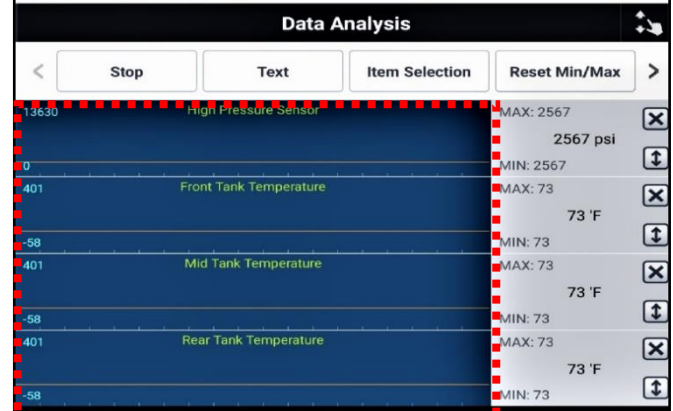 Data Analysis
< Stop Text Item Selection Reset Min/Max >
13630 High Pressure Sensor MAX: 2567
2567 psi
0 MIN: 2567
401 Front Tank Temperature MAX: 73
73 'F
-58 MIN: 73
401 Mid Tank Temperature MAX: 73
73 'F
-58 MIN: 73
401 Rear Tank Temperature MAX: 73
73 'F
-58 MIN: 73